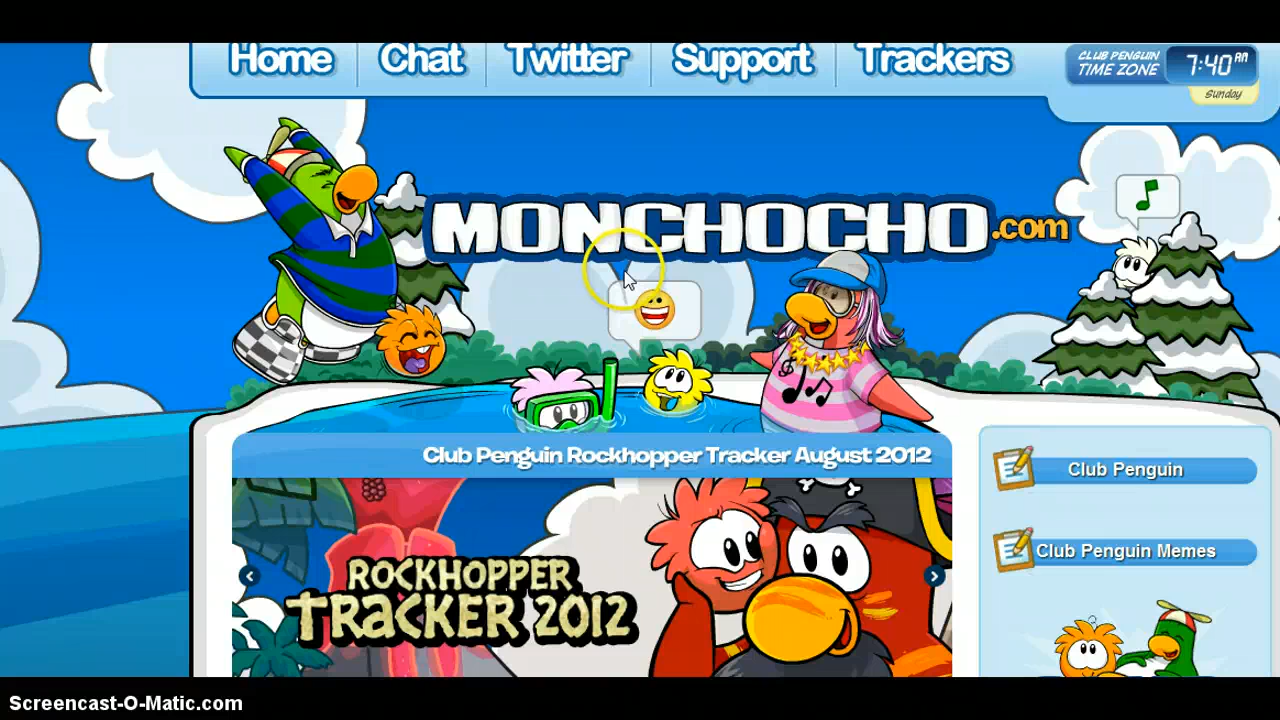 Home Chat Twitter Support Trackers
CLUB PENGUIN
TIME ZONE
7:40 AM
Sunday
MONCHOCHO.com
Club Penguin Rockhopper Tracker August 2012
Club Penguin
ROCKHOPPER
TRACKER 2012
Club Penguin Memes
Screencast-O-Matic.com